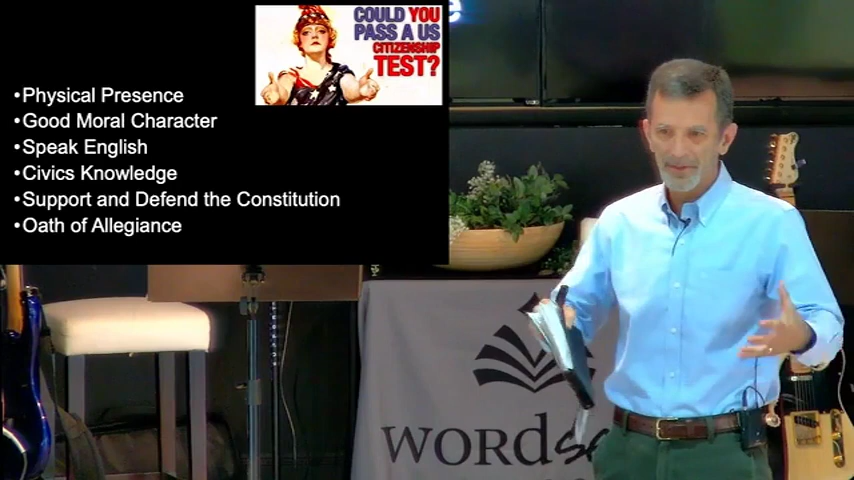 COULD YOU
PASS A US
CITIZENSHIP
TEST?
•Physical Presence
•Good Moral Character
•Speak English
•Civics Knowledge
•Support and Defend the Constitution
•Oath of Allegiance
WORDs